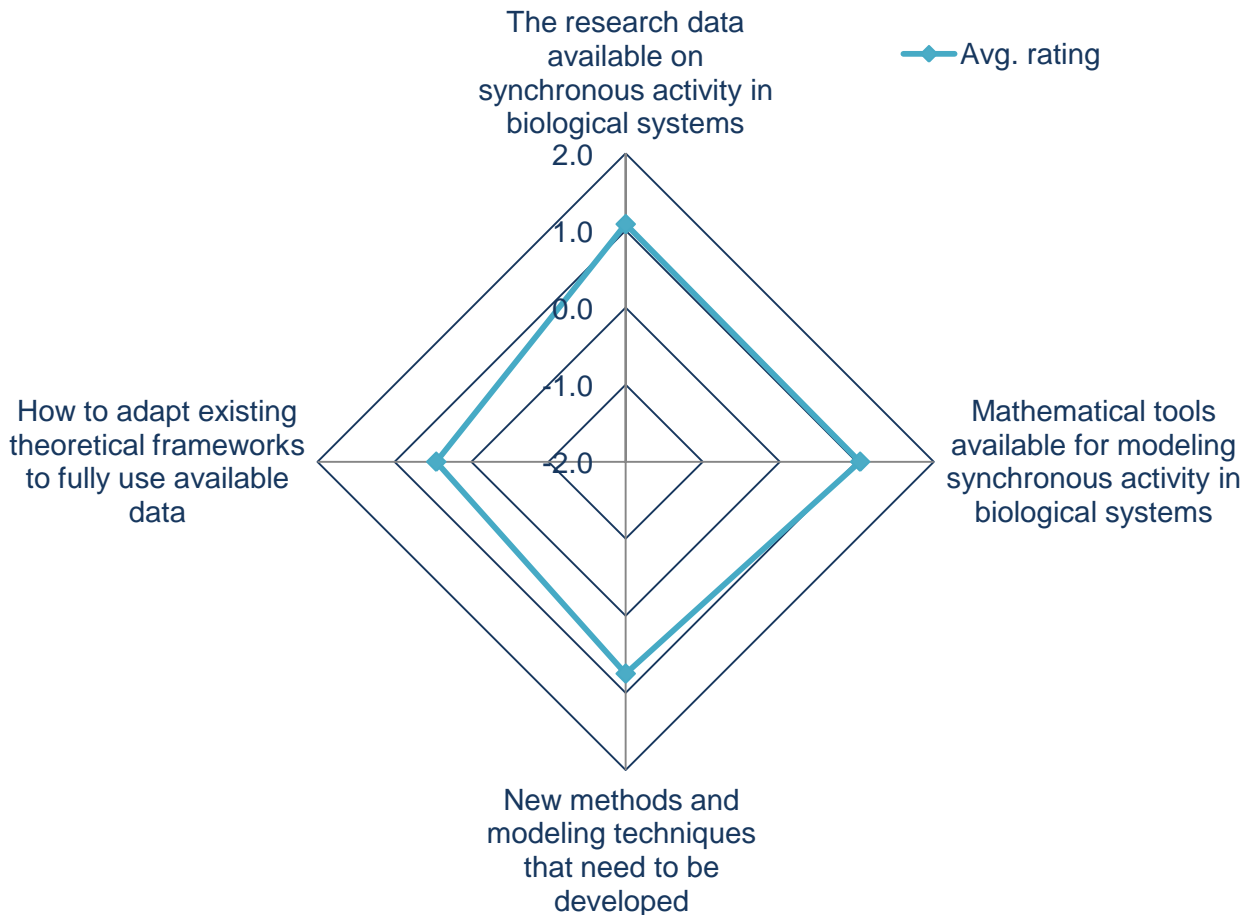 The research data
available on
synchronous activity in
biological systems
Avg. rating
2.0
1.0
0.0
-1.0
-2.0
How to adapt existing
theoretical frameworks
to fully use available
data
Mathematical tools
available for modeling
synchronous activity in
biological systems
New methods and
modeling techniques
that need to be
developed